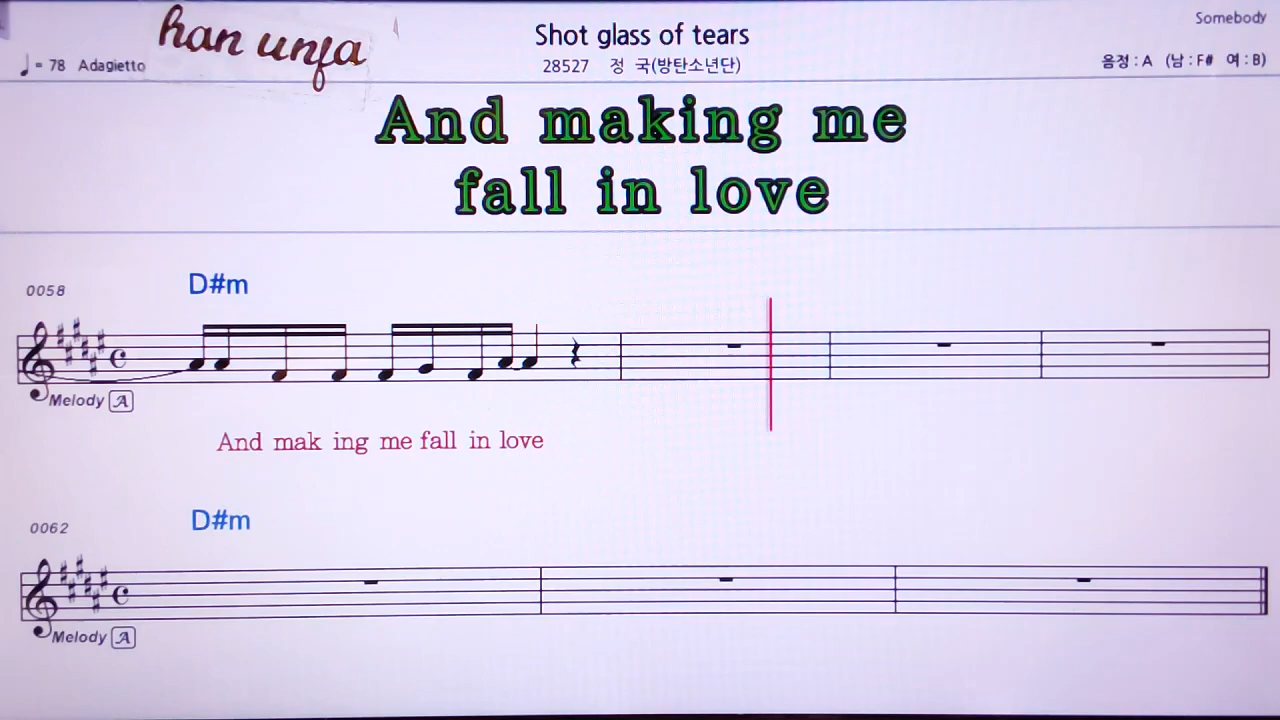 Somebody
han unfa
Shot glass of tears
♩= 78 Adagietto
28527 정 국(방탄소년단)
음정 : A (남 : F# 여 : B)
And making me
fall in love
0058
D#m
Melody A
And mak ing me fall in love
0062
D#m
Melody A